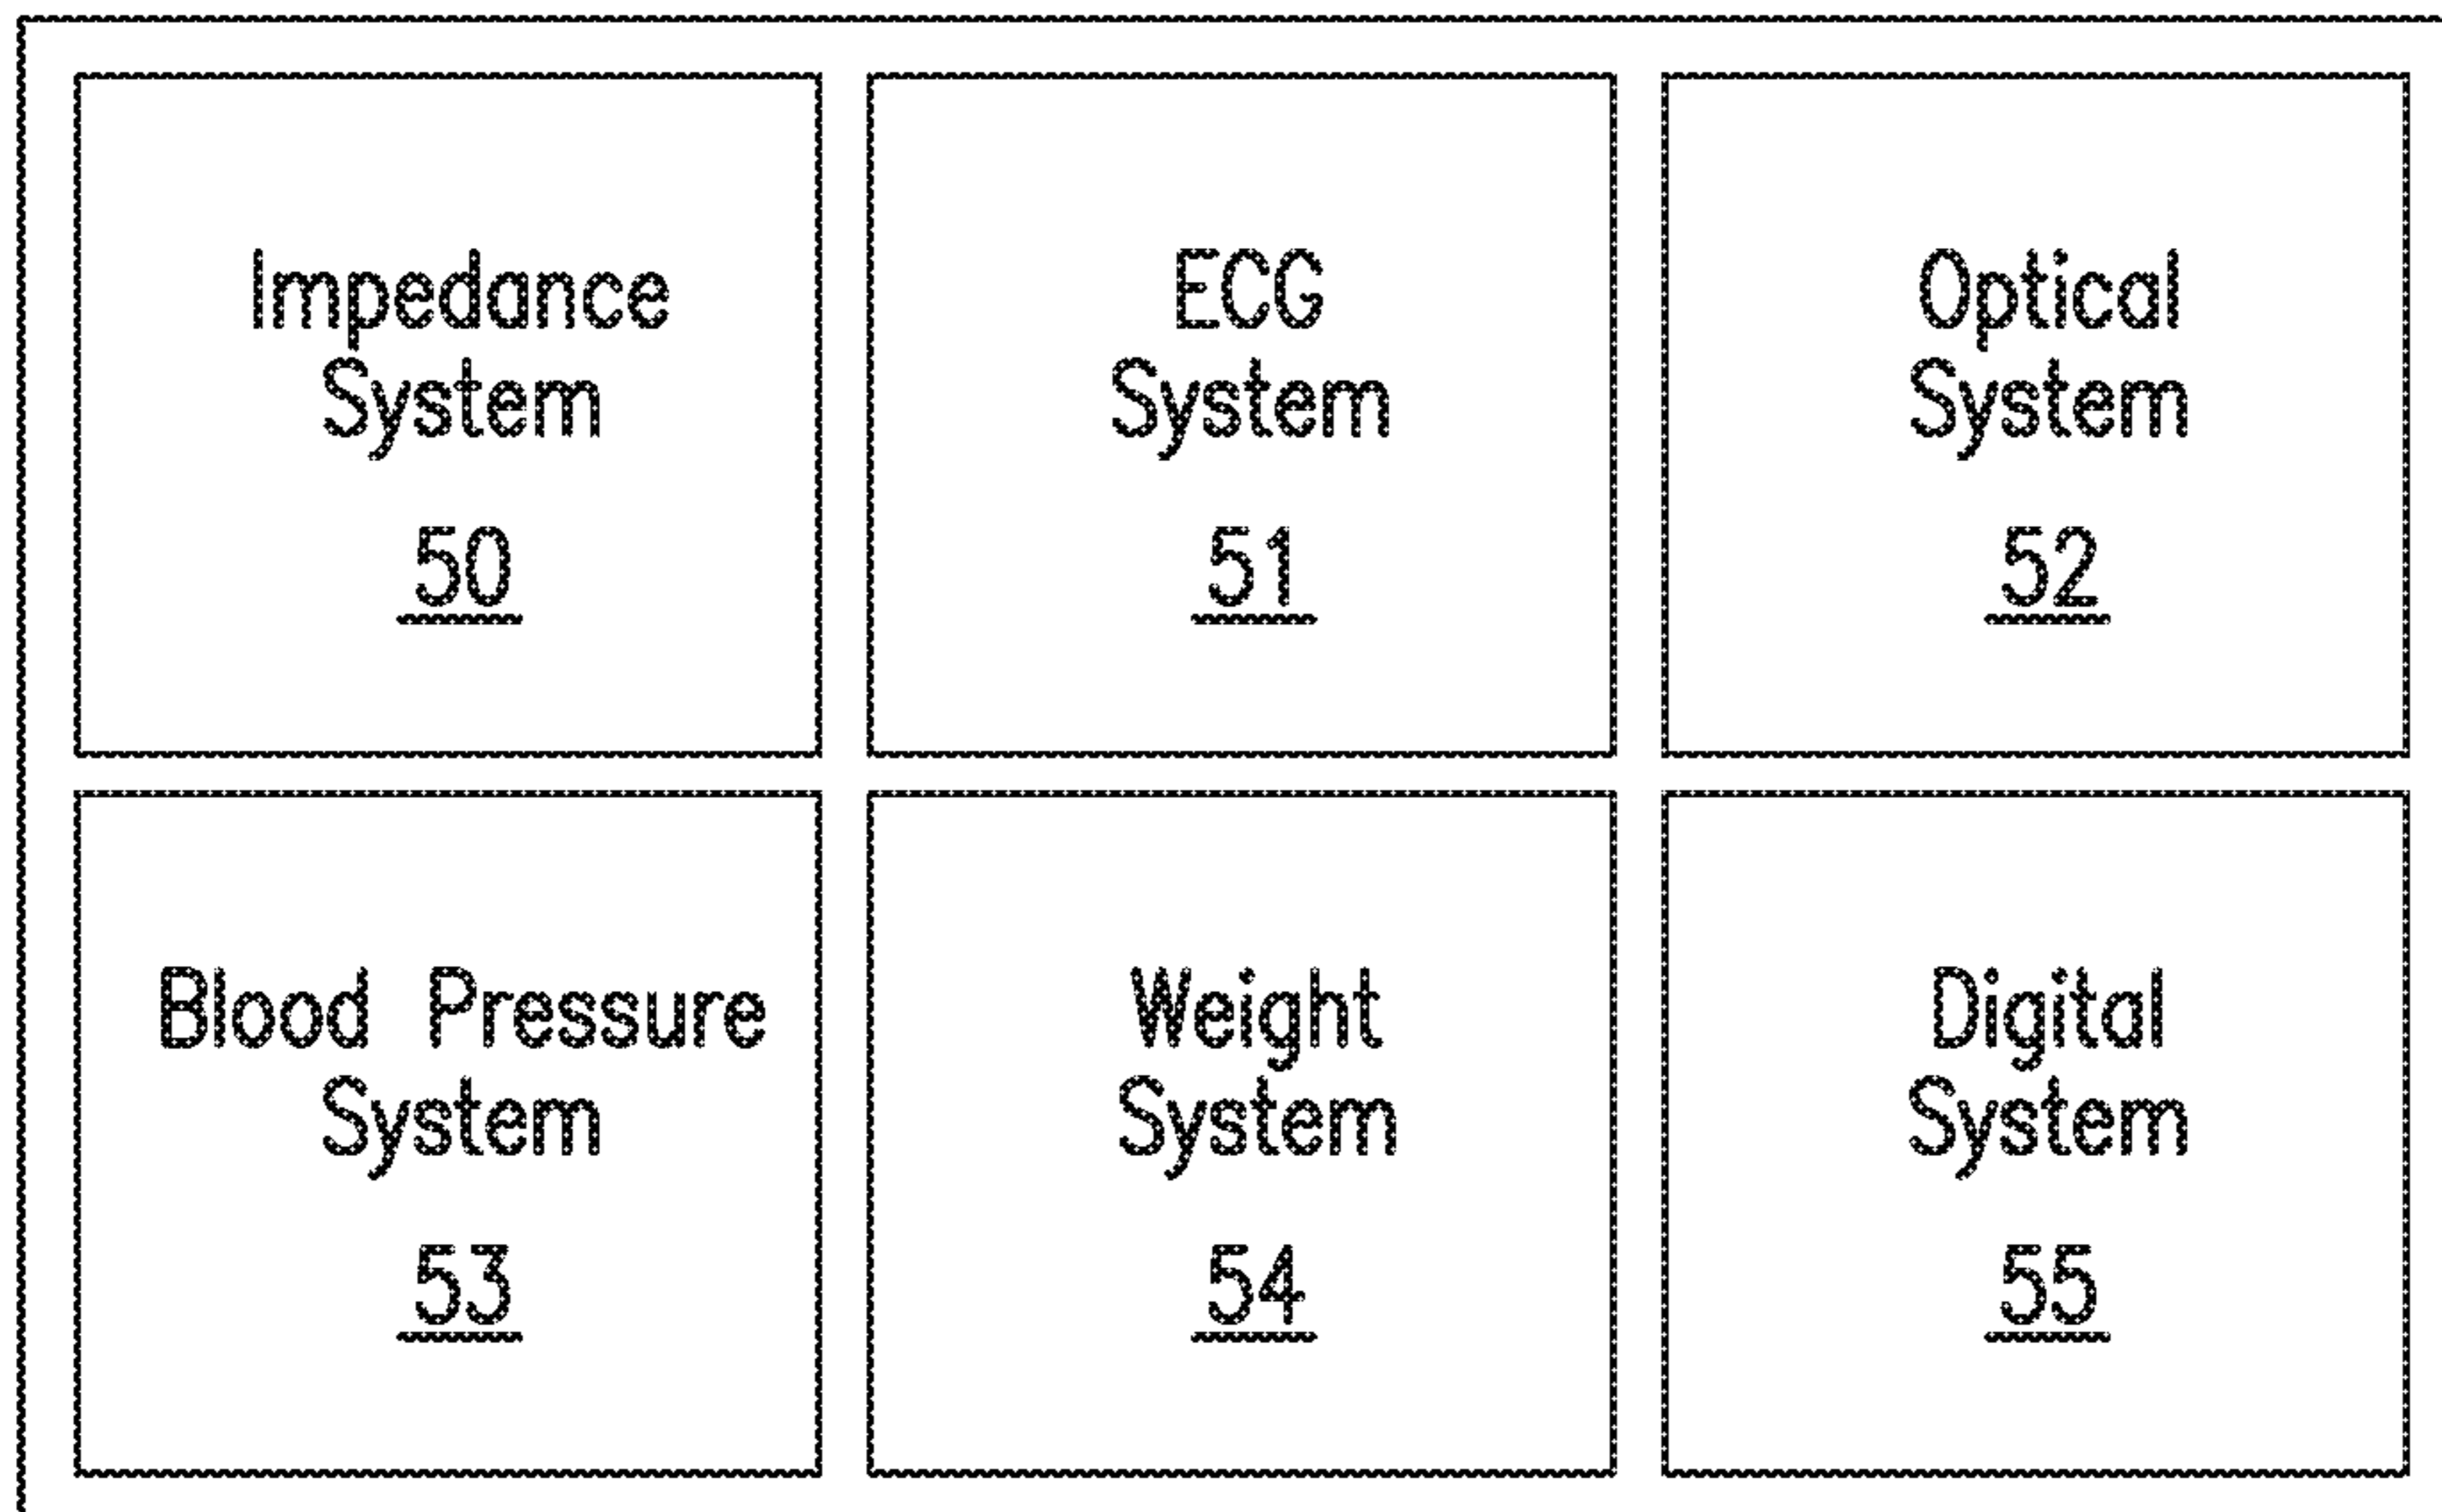 Impedance
System
50
ECG
System
51
Optical
System
52
Blood Pressure
System
53
Weight
System
54
Digital
System
55